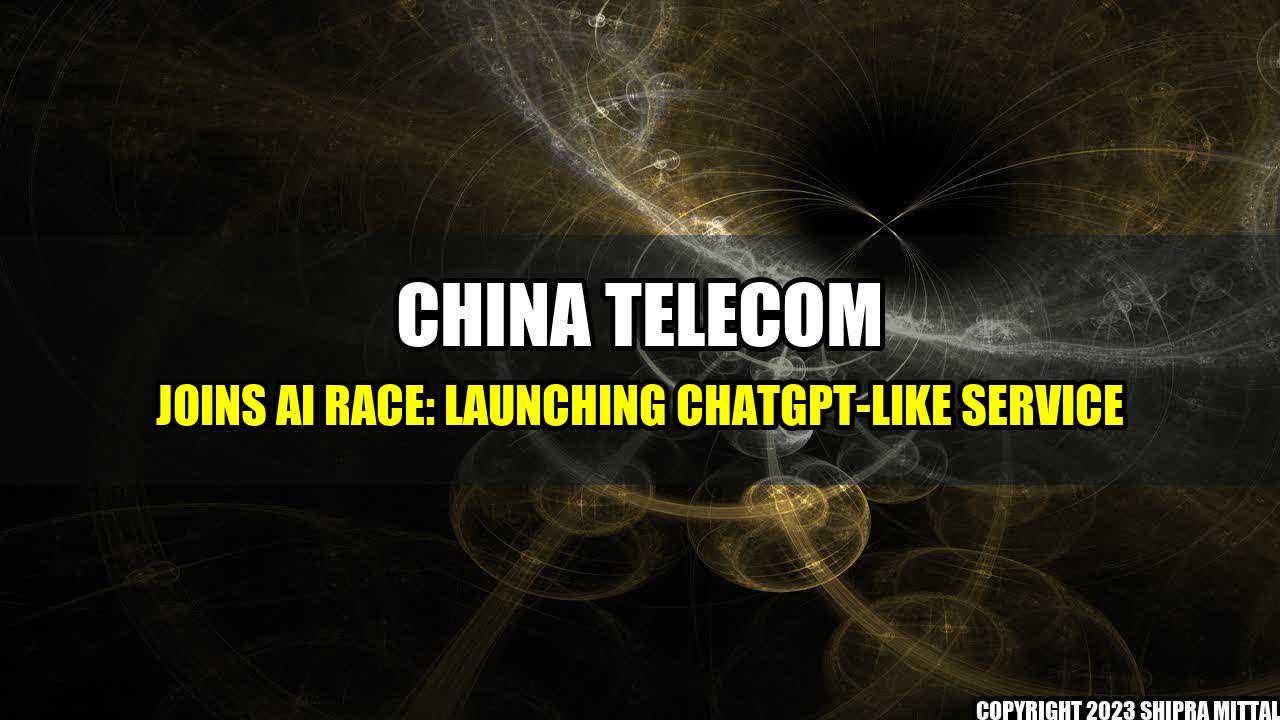 CHINA TELECOM
JOINS AI RACE: LAUNCHING CHATGPT-LIKE SERVICE
COPYRIGHT 2023 SHIPRA MITTAL